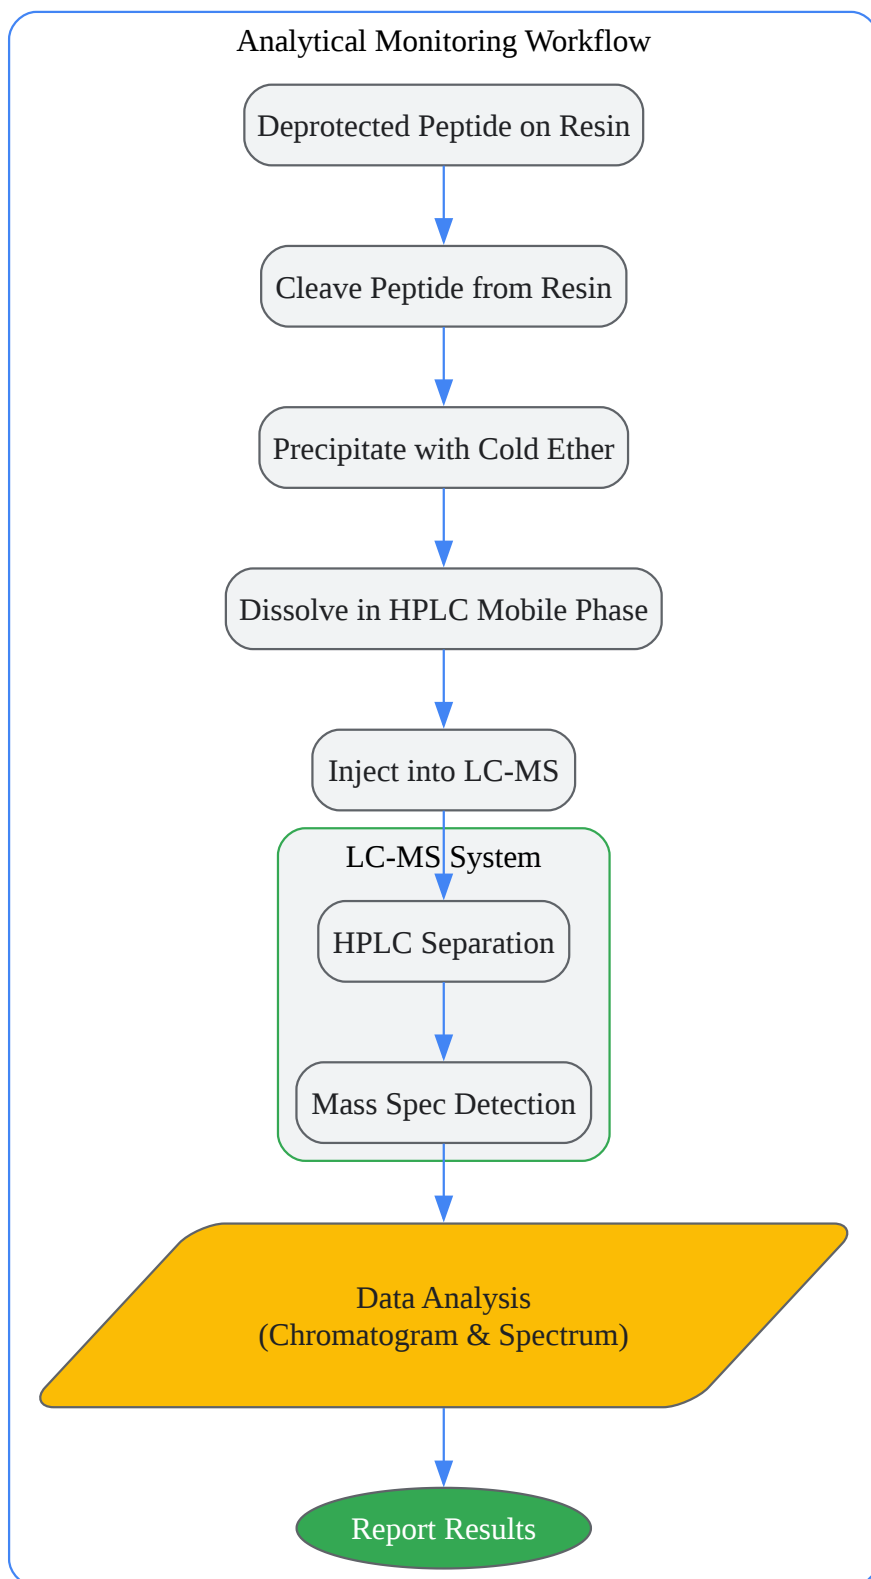 Analytical Monitoring Workflow
Deprotected Peptide on Resin
Cleave Peptide from Resin
Precipitate with Cold Ether
Dissolve in HPLC Mobile Phase
Inject into LC-MS
LC-MS System
HPLC Separation
Mass Spec Detection
Data Analysis
(Chromatogram & Spectrum)
Report Results